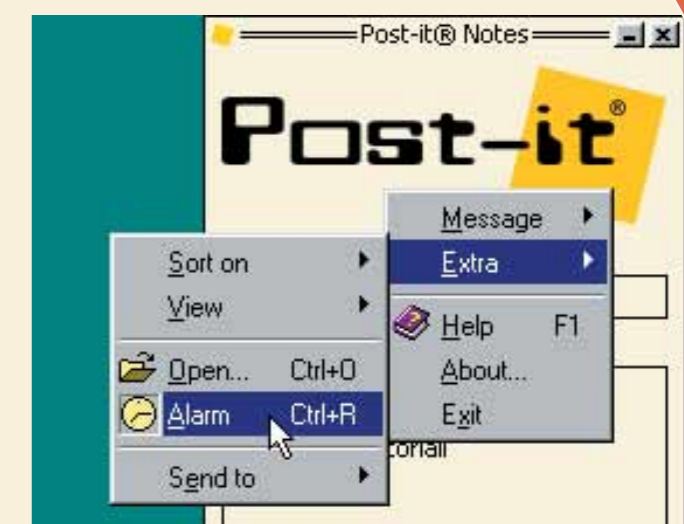 Post-it® Notes
Post-it®
Message
Extra
Help F1
About...
Exit
Sort on
View
Open... Ctrl+O
Alarm Ctrl+R
Send to